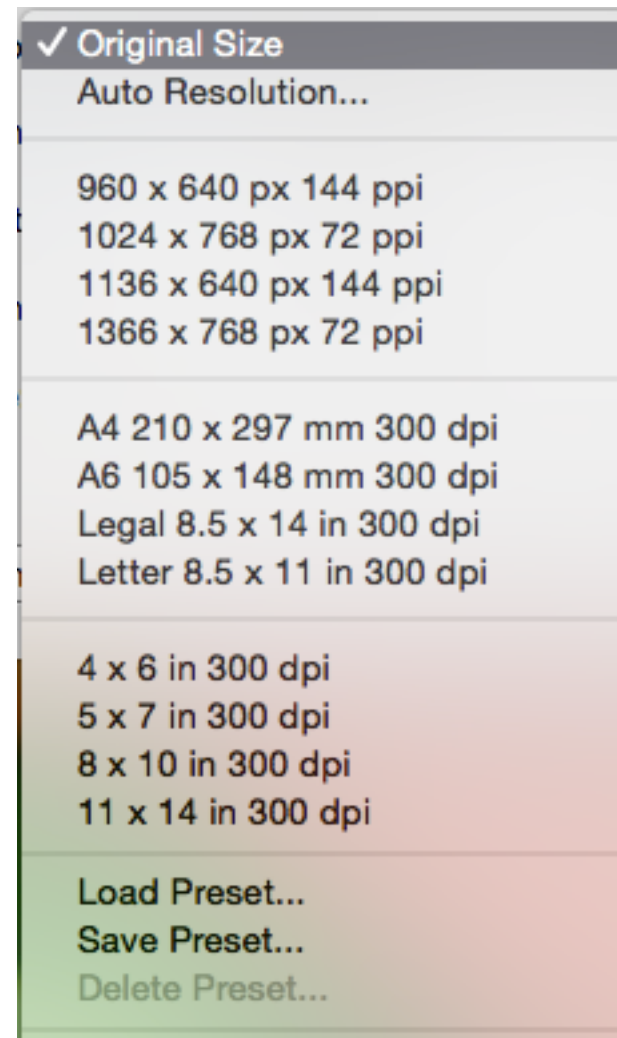 ✓ Original Size
Auto Resolution...
960 x 640 px 144 ppi
1024 x 768 px 72 ppi
1136 x 640 px 144 ppi
1366 x 768 px 72 ppi
A4 210 x 297 mm 300 dpi
A6 105 x 148 mm 300 dpi
Legal 8.5 x 14 in 300 dpi
Letter 8.5 x 11 in 300 dpi
4 x 6 in 300 dpi
5 x 7 in 300 dpi
8 x 10 in 300 dpi
11 x 14 in 300 dpi
Load Preset...
Save Preset...
Delete Preset...